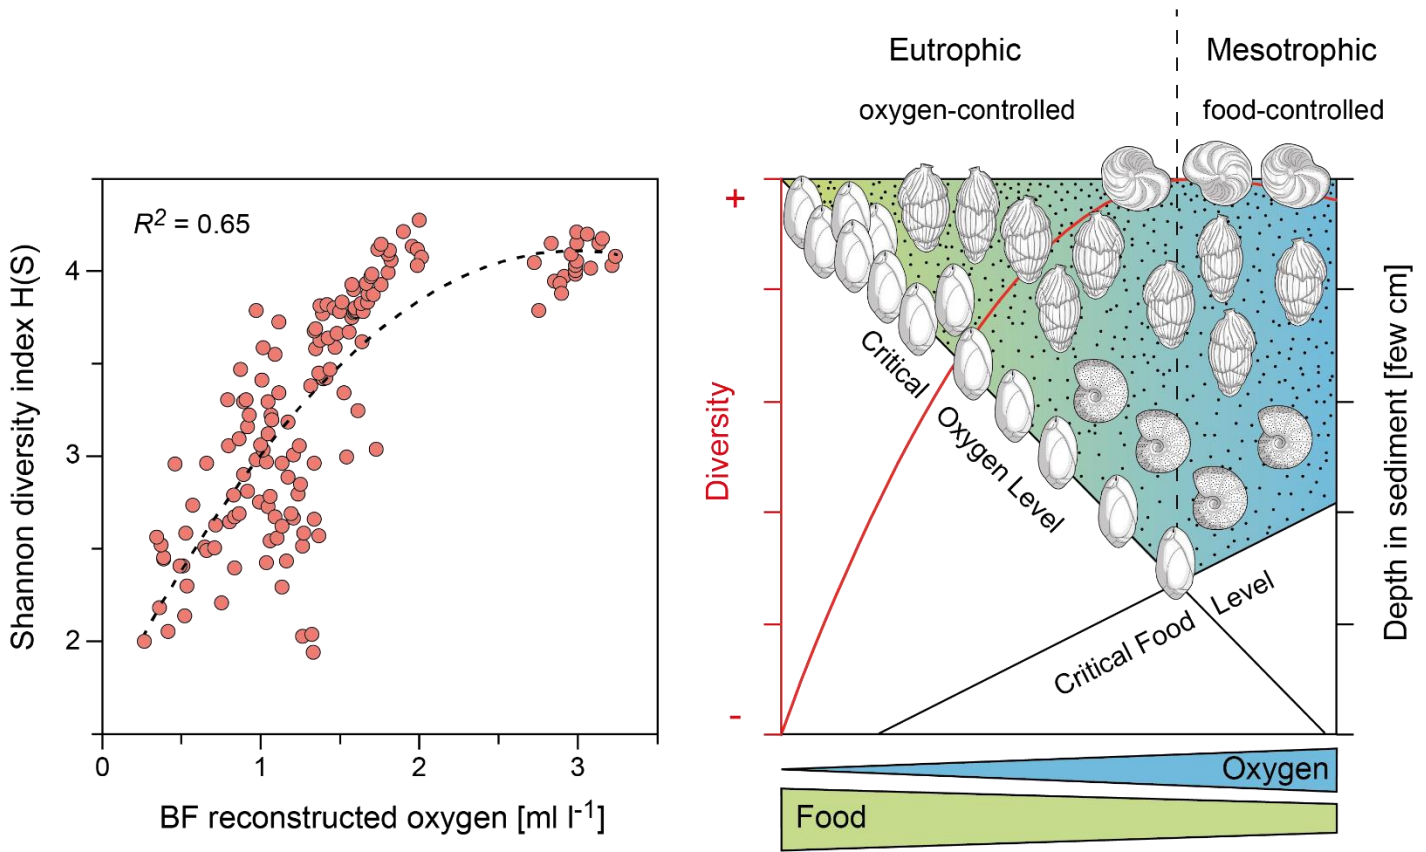 Eutrophic
Mesotrophic
oxygen-controlled
food-controlled
R² = 0.65
Shannon diversity index H(S)
4
3
2
0
1
2
3
BF reconstructed oxygen [ml l⁻¹]
+
Diversity
-
Critical Oxygen Level
Critical Food Level
Depth in sediment [few cm]
Oxygen
Food